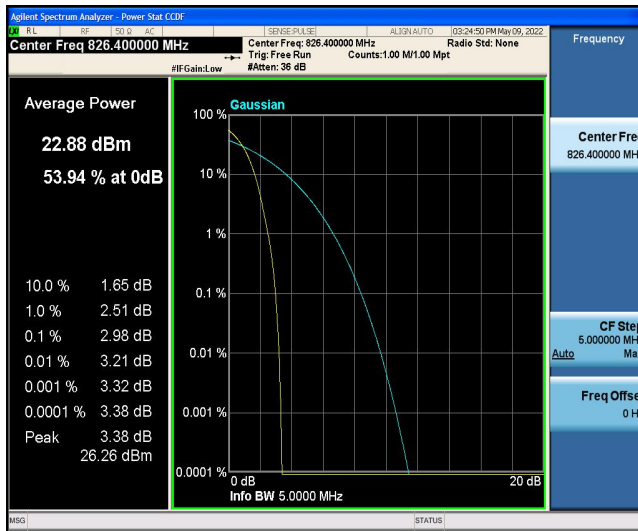 Agilent Spectrum Analyzer - Power Stat CCDF
RL RF 50 Ω AC SENSE:PULSE ALIGN AUTO 03:24:50 PM May 09, 2022
Center Freq 826.400000 MHz
Center Freq: 826.400000 MHz Radio Std: None
Trig: Free Run Counts:1.00 M/1.00 Mpt
#IFGain:Low #Atten: 36 dB
Frequency
Average Power
22.88 dBm
53.94 % at 0dB
10.0 % 1.65 dB
1.0 % 2.51 dB
0.1 % 2.98 dB
0.01 % 3.21 dB
0.001 % 3.32 dB
0.0001 % 3.38 dB
Peak 3.38 dB
26.26 dBm
Gaussian
100 %
10 %
1 %
0.1 %
0.01 %
0.001 %
0.0001 %
0 dB 20 dB
Info BW 5.0000 MHz
Center Fre
826.400000 MH
CF Step
5.000000 MH
Auto Ma
Freq Offse
0 H
MSG STATUS